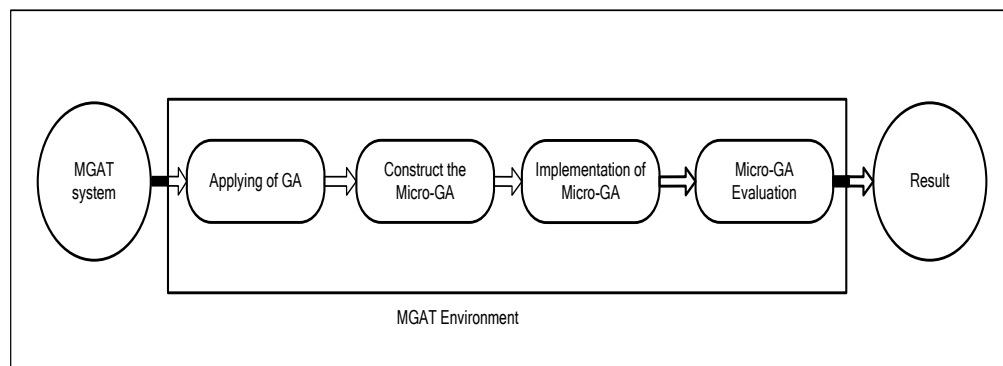 MGAT
system
Applying of GA
Construct the
Micro-GA
Implementation of
Micro-GA
Micro-GA
Evaluation
Result
MGAT Environment